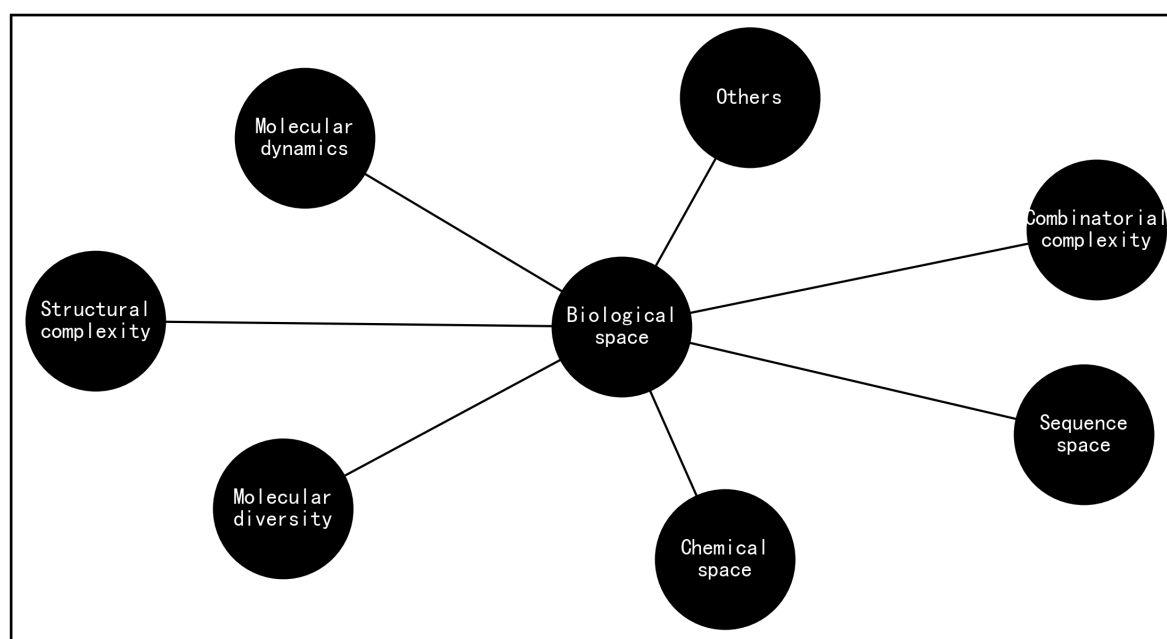 Others
Molecular
dynamics
Combinatorial
complexity
Structural
complexity
Biological
space
Sequence
space
Molecular
diversity
Chemical
space